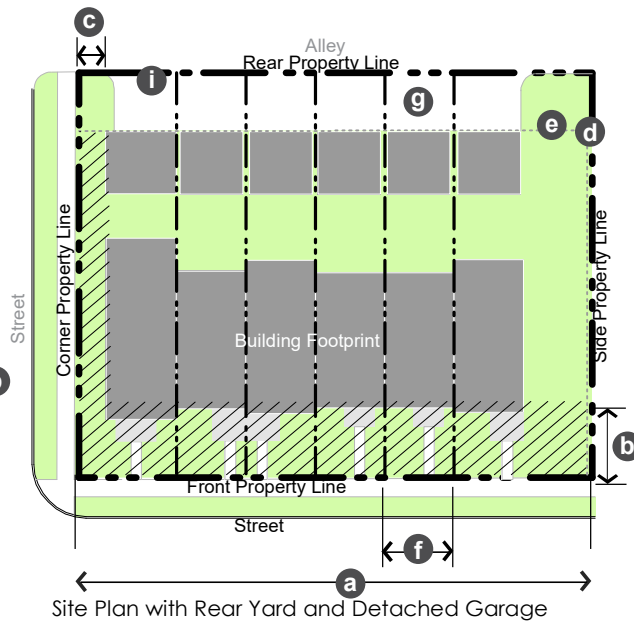 c
Alley
Rear Property Line
i
g
e
d
Corner Property Line
Side Property Line
Street
Building Footprint
b
Front Property Line
Street
f
a
Site Plan with Rear Yard and Detached Garage